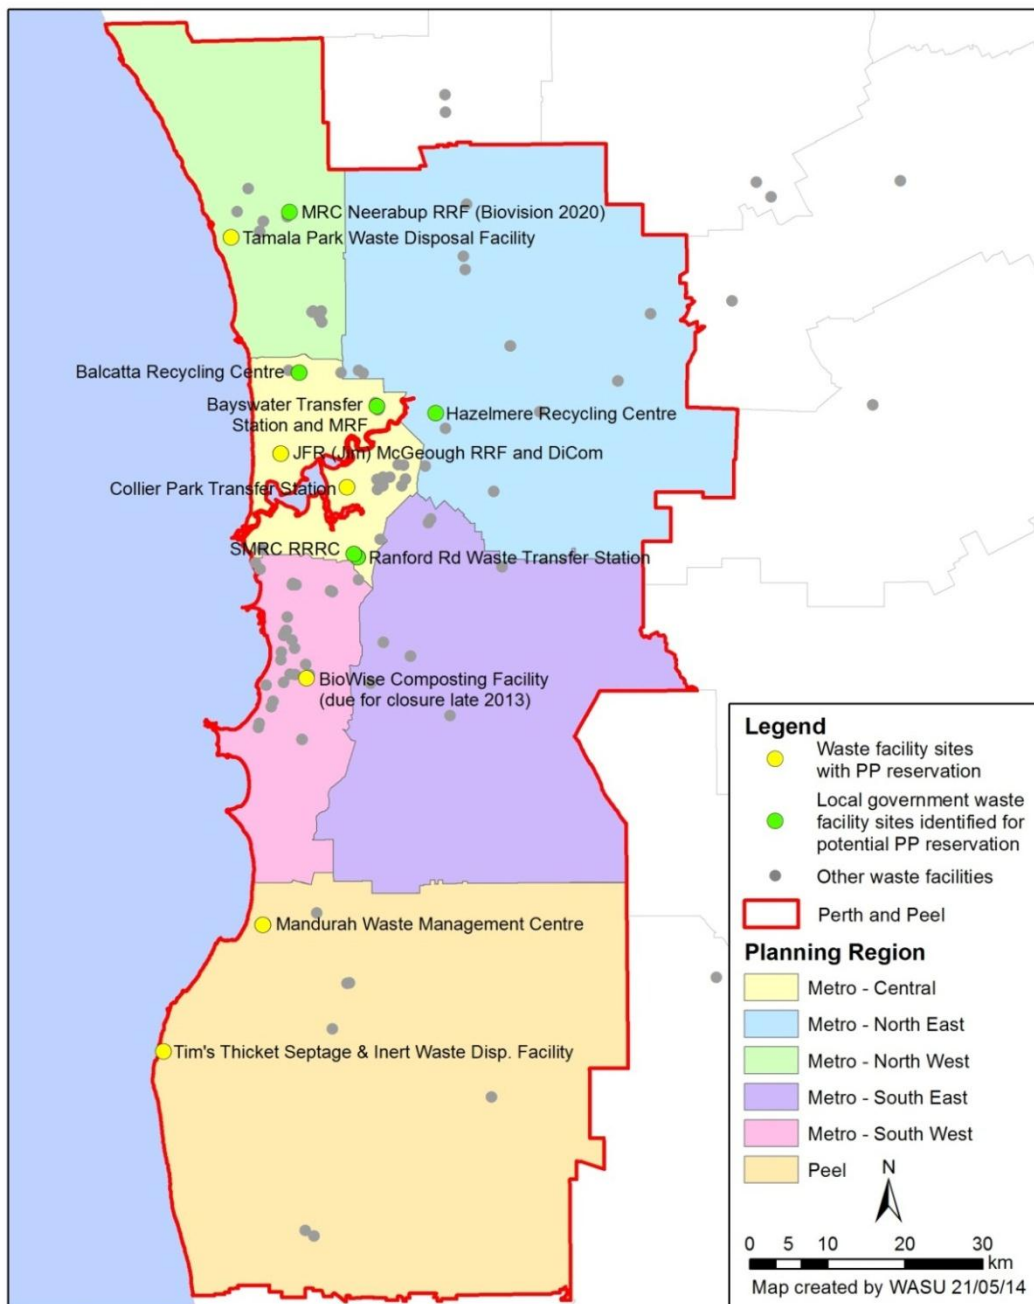 MRC Neerabup RRF (Biovision 2020)
Tamala Park Waste Disposal Facility
Balcatta Recycling Centre
Bayswater Transfer
Station and MRF
Hazelmere Recycling Centre
JFR (Jim) McGeough RRF and DiCom
Collier Park Transfer Station
SMRC RRRC
Ranford Rd Waste Transfer Station
BioWise Composting Facility
(due for closure late 2013)
Mandurah Waste Management Centre
Tim's Thicket Septage & Inert Waste Disp. Facility
Legend
Waste facility sites
with PP reservation
Local government waste
facility sites identified for
potential PP reservation
Other waste facilities
Perth and Peel
Planning Region
Metro - Central
Metro - North East
Metro - North West
Metro - South East
Metro - South West
Peel
N
0 5 10 20 30
km
Map created by WASU 21/05/14